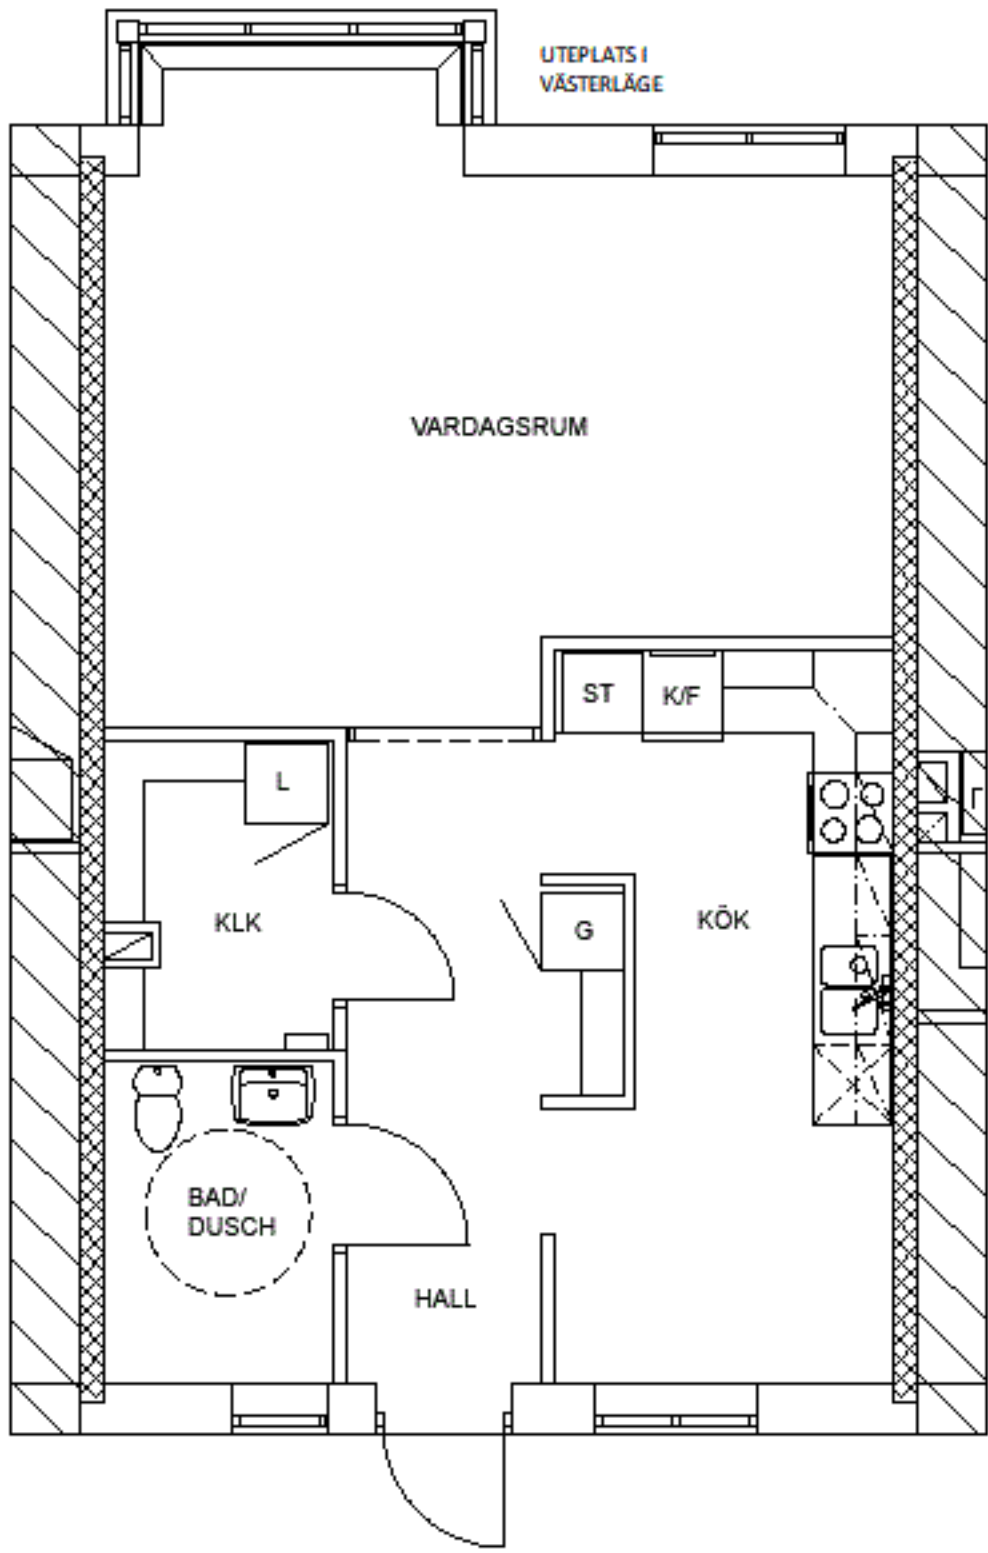 UTEPLATS I
VÄSTERLÄGE
VARDAGSRUM
ST
K/F
L
KLK
G
KÖK
BAD/
DUSCH
HALL